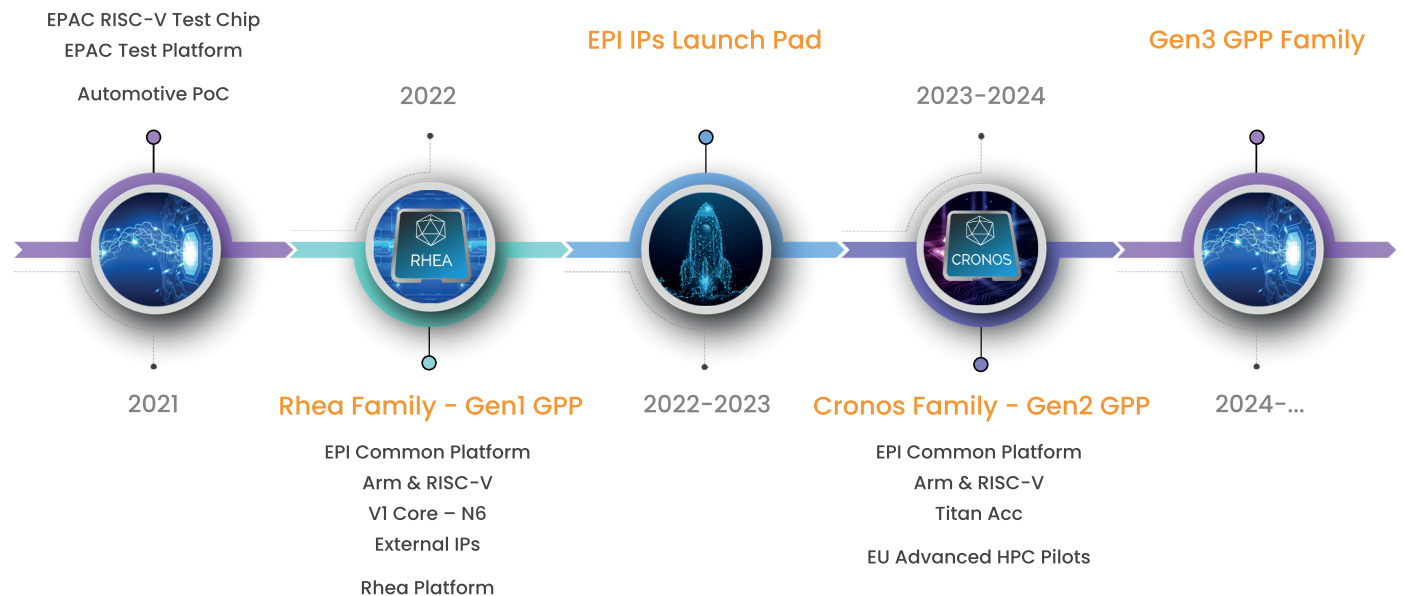 EPAC RISC-V Test Chip
EPAC Test Platform
Automotive PoC
2021
2022
RHEA
Rhea Family - Gen1 GPP
EPI Common Platform
Arm & RISC-V
V1 Core – N6
External IPs
Rhea Platform
EPI IPs Launch Pad
2022-2023
2023-2024
CRONOS
Cronos Family - Gen2 GPP
EPI Common Platform
Arm & RISC-V
Titan Acc
EU Advanced HPC Pilots
Gen3 GPP Family
2024-...